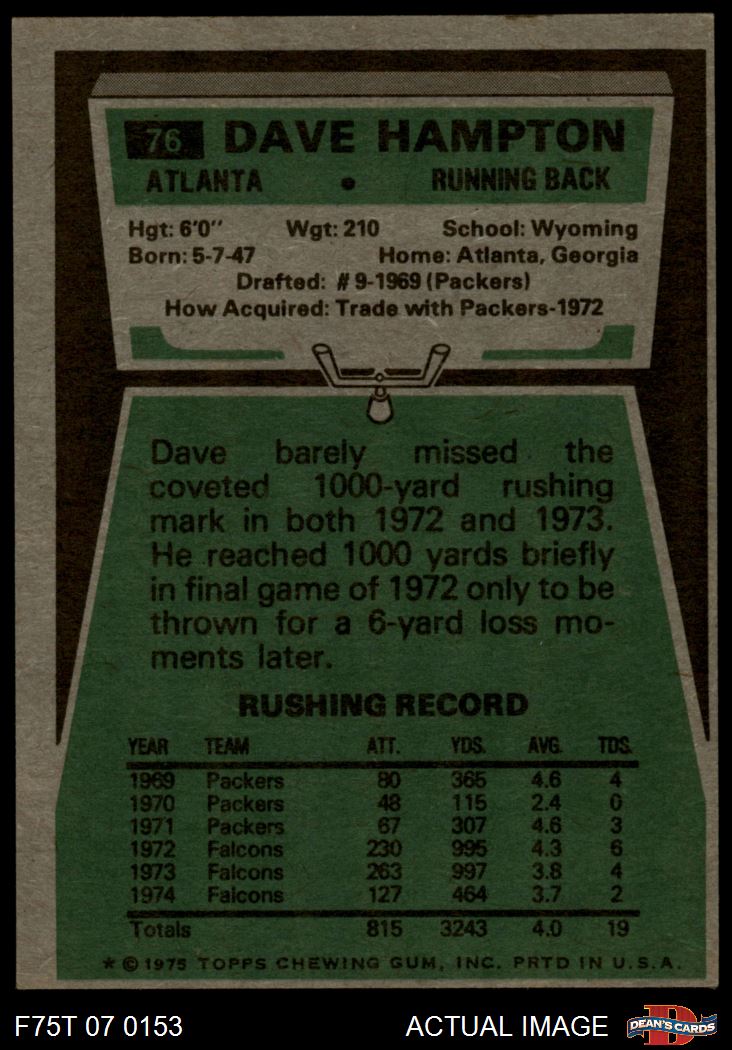 76 DAVE HAMPTON
ATLANTA • RUNNING BACK
Hgt: 6'0" Wgt: 210 School: Wyoming
Born: 5-7-47 Home: Atlanta, Georgia
Drafted: #9-1969 (Packers)
How Acquired: Trade with Packers-1972
Dave barely missed the
coveted 1000-yard rushing
mark in both 1972 and 1973.
He reached 1000 yards briefly
in final game of 1972 only to be
thrown for a 6-yard loss mo-
ments later.
RUSHING RECORD
YEAR TEAM ATT. YDS. AVG. TDS.
1969 Packers 80 365 4.6 4
1970 Packers 48 115 2.4 0
1971 Packers 67 307 4.6 3
1972 Falcons 230 995 4.3 6
1973 Falcons 263 997 3.8 4
1974 Falcons 127 464 3.7 2
Totals 815 3243 4.0 19
* © 1975 TOPPS CHEWING GUM, INC. PRTD IN U.S.A.
F75T 07 0153 ACTUAL IMAGE DEAN'S CARDS